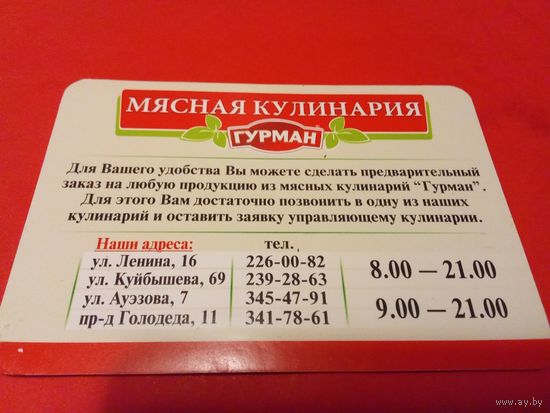 МЯСНАЯ КУЛИНАРИЯ
ГУРМАН
Для Вашего удобства Вы можете сделать предварительный
заказ на любую продукцию из мясных кулинарий “Гурман”.
Для этого Вам достаточно позвонить в одну из наших
кулинарий и оставить заявку управляющему кулинарии.
Наши адреса: тел.
ул. Ленина, 16 226-00-82
ул. Куйбышева, 69 239-28-63
8.00 — 21.00
ул. Ауэзова, 7 345-47-91
пр-д Голодеда, 11 341-78-61
9.00 — 21.00
www.ay.by